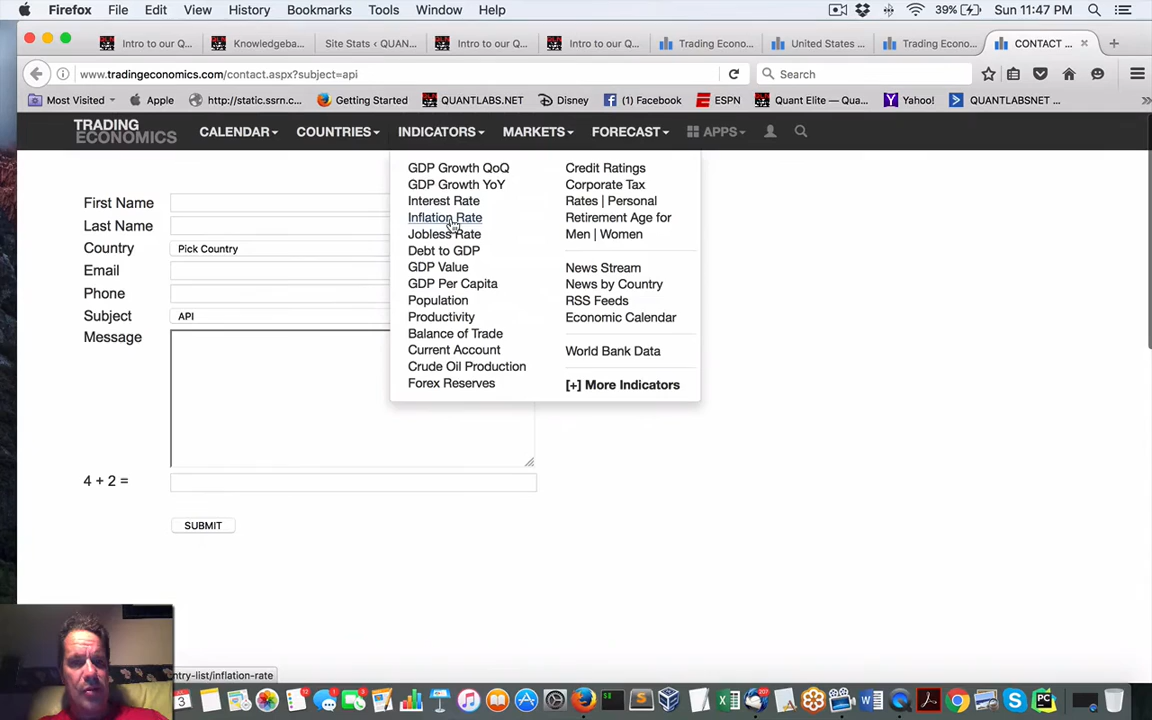 Firefox File Edit View History Bookmarks Tools Window Help 39% Sun 11:47 PM
Intro to our Q... Knowledgeba... Site Stats ‹ QUAN... Intro to our Q... Intro to our Q... Trading Econo... United States ... Trading Econo... CONTACT ...
www.tradingeconomics.com/contact.aspx?subject=api Search
Most Visited Apple http://static.ssrn.c... Getting Started QUANTLABS.NET Disney (1) Facebook ESPN Quant Elite — Qua... Yahoo! QUANTLABSNET ...
TRADING ECONOMICS
CALENDAR COUNTRIES INDICATORS MARKETS FORECAST APPS
GDP Growth QoQ
GDP Growth YoY
Interest Rate
Inflation Rate
Jobless Rate
Debt to GDP
GDP Value
GDP Per Capita
Population
Productivity
Balance of Trade
Current Account
Crude Oil Production
Forex Reserves
Credit Ratings
Corporate Tax
Rates | Personal
Retirement Age for
Men | Women
News Stream
News by Country
RSS Feeds
Economic Calendar
World Bank Data
[+] More Indicators
First Name
Last Name
Country Pick Country
Email
Phone
Subject API
Message
4 + 2 =
SUBMIT
ntry-list/inflation-rate